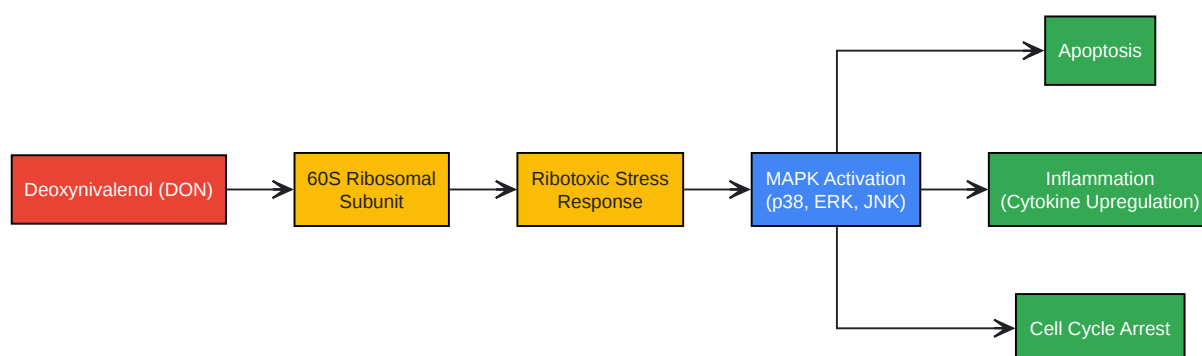 Deoxynivalenol (DON)
60S Ribosomal
Subunit
Ribotoxic Stress
Response
MAPK Activation
(p38, ERK, JNK)
Apoptosis
Inflammation
(Cytokine Upregulation)
Cell Cycle Arrest